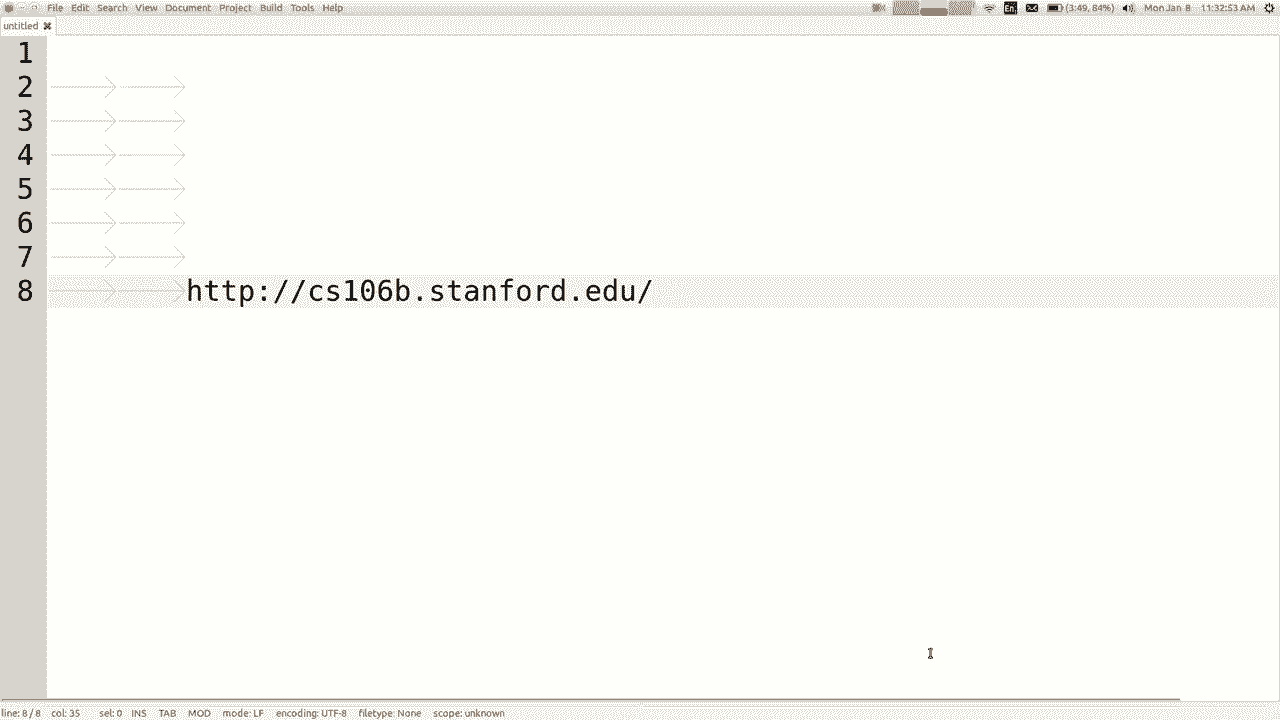 File Edit Search View Document Project Build Tools Help En (3:49, 84%) Mon Jan 8 11:32:53 AM
untitled
1
2
3
4
5
6
7
8 http://cs106b.stanford.edu/
line: 8 / 8 col: 35 sel: 0 INS TAB MOD mode: LF encoding: UTF-8 filetype: None scope: unknown